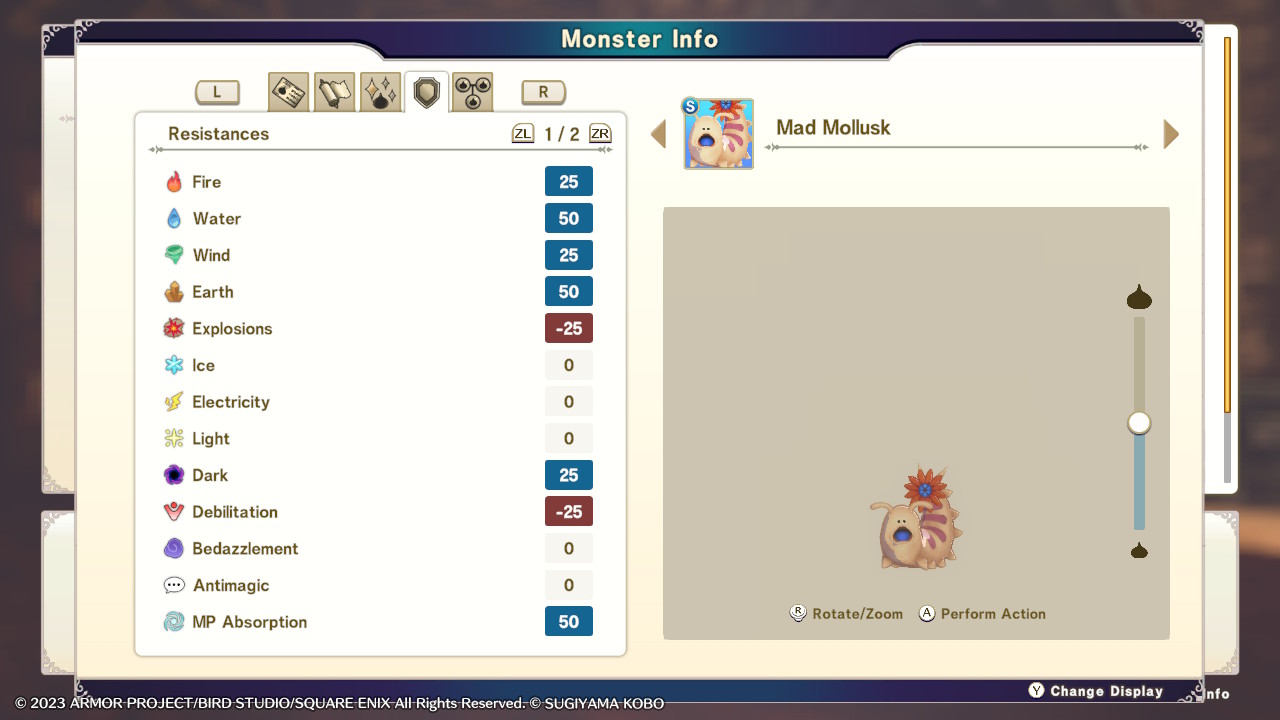 Monster Info
L
R
Resistances
ZL 1 / 2 ZR
Fire 25
Water 50
Wind 25
Earth 50
Explosions -25
Ice 0
Electricity 0
Light 0
Dark 25
Debilitation -25
Bedazzlement 0
Antimagic 0
MP Absorption 50
S
Mad Mollusk
R Rotate/Zoom A Perform Action
Y Change Display
Info
© 2023 ARMOR PROJECT/BIRD STUDIO/SQUARE ENIX All Rights Reserved. © SUGIYAMA KOBO